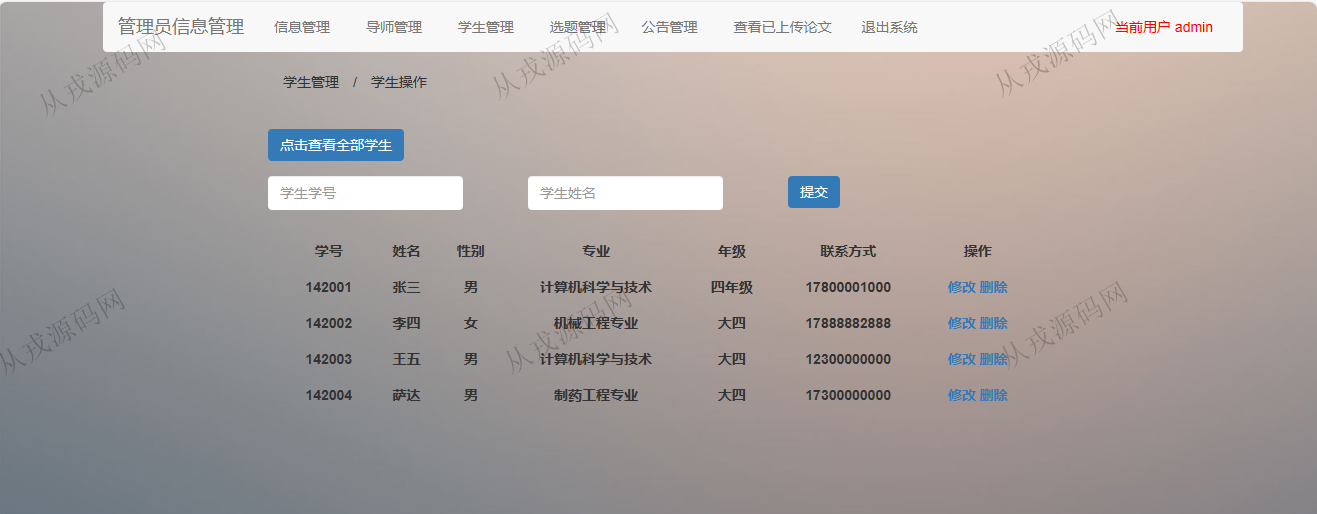 管理员信息管理 信息管理 导师管理 学生管理 选题管理 公告管理 查看已上传论文 退出系统 当前用户 admin
学生管理 / 学生操作
点击查看全部学生
学生学号 学生姓名 提交
学号 姓名 性别 专业 年级 联系方式 操作
142001 张三 男 计算机科学与技术 四年级 17800001000 修改 删除
142002 李四 女 机械工程专业 大四 17888882888 修改 删除
142003 王五 男 计算机科学与技术 大四 12300000000 修改 删除
142004 萨达 男 制药工程专业 大四 17300000000 修改 删除
从戎源码网
从戎源码网
从戎源码网
从戎源码网
从戎源码网
从戎源码网